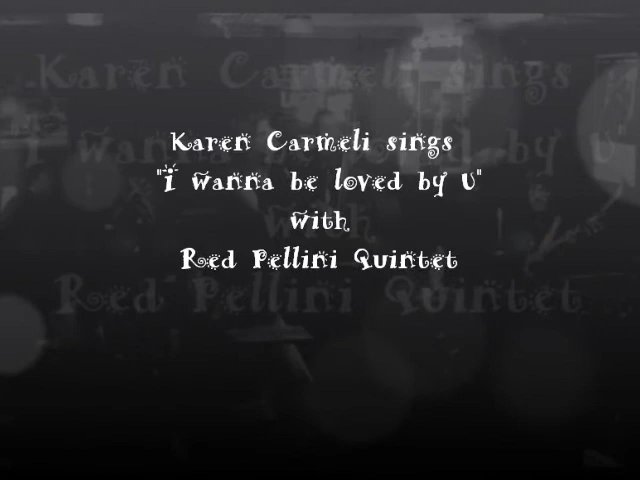 Karen Carmeli sings
"I wanna be loved by U"
with
Red Pellini Quintet